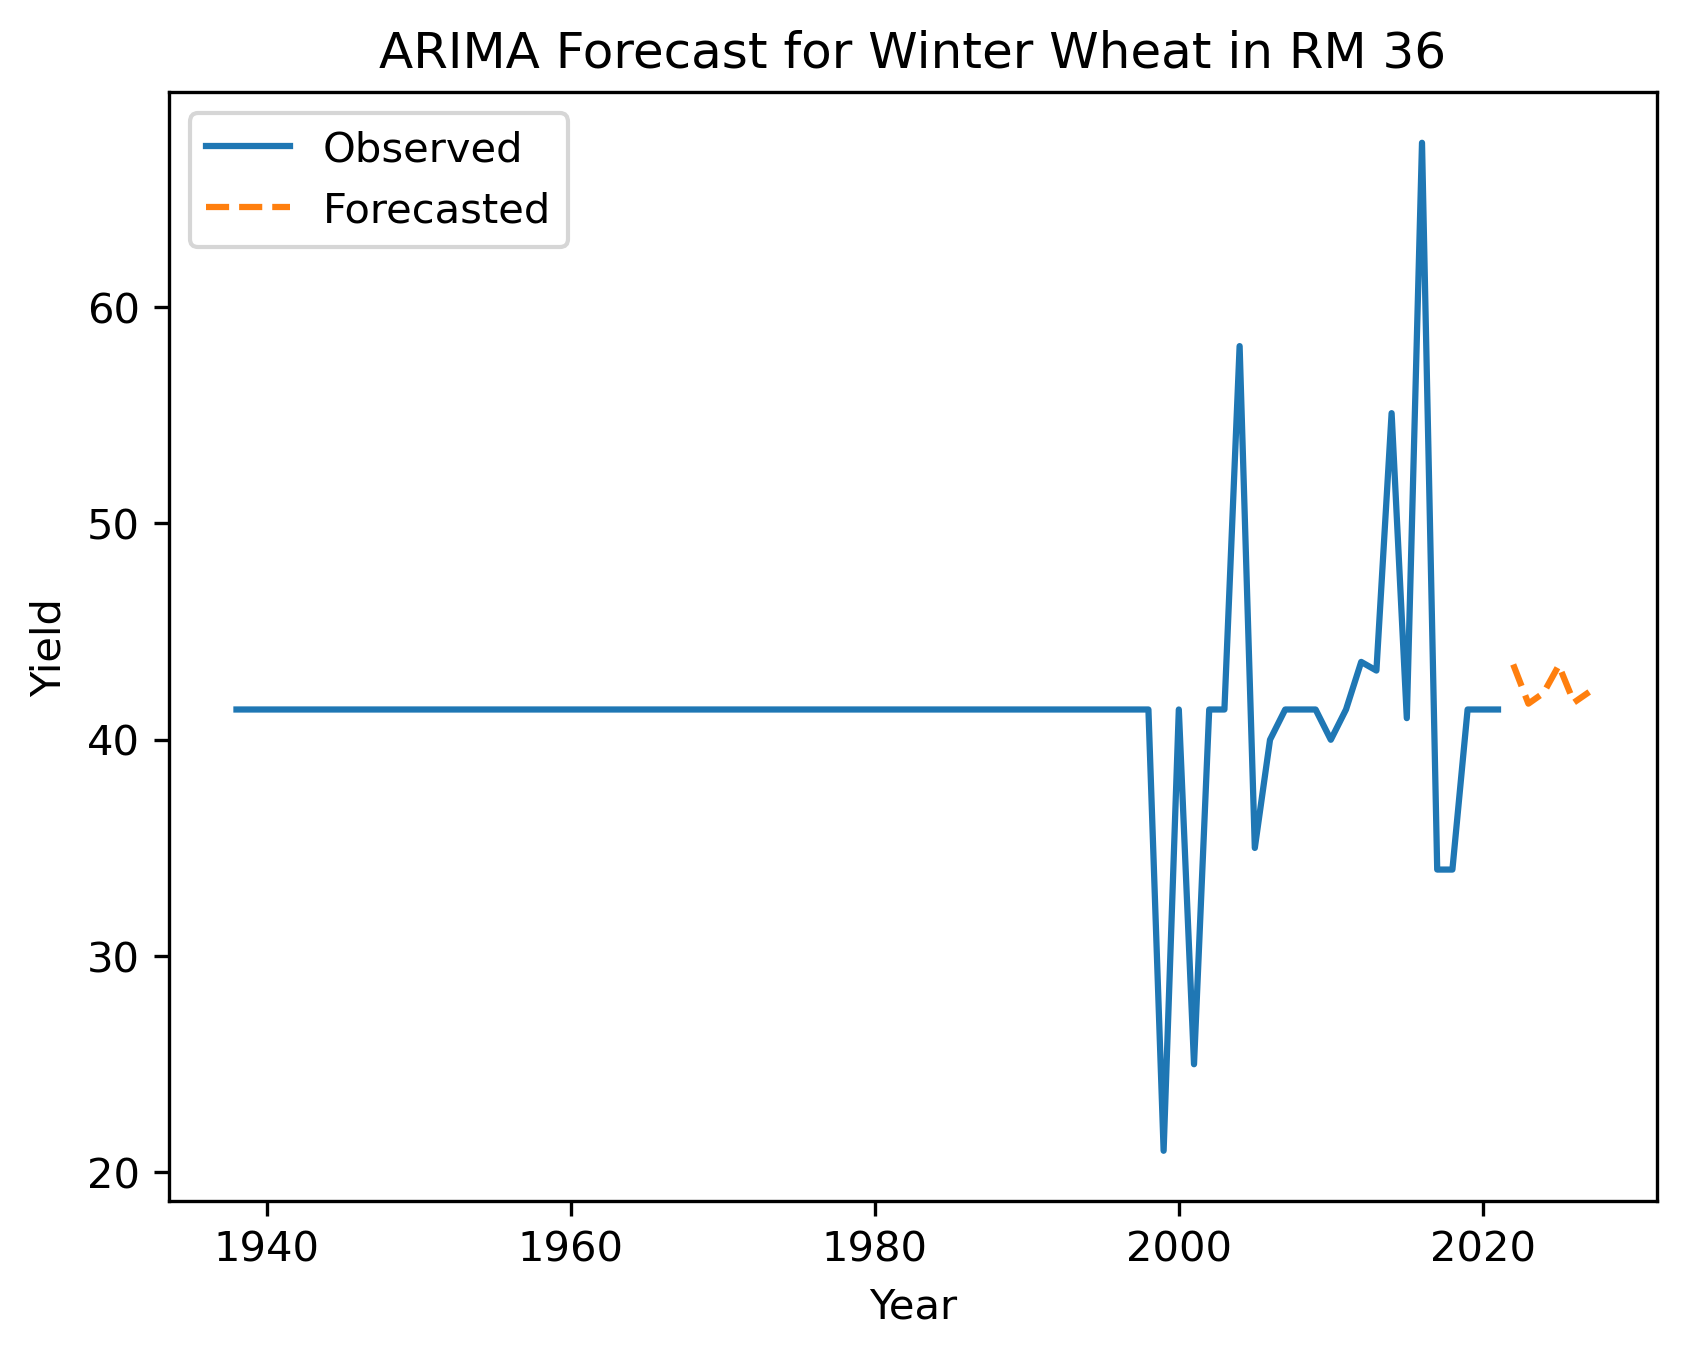 ARIMA Forecast for Winter Wheat in RM 36
Observed
Forecasted
60
50
40
30
20
Yield
1940 1960 1980 2000 2020
Year